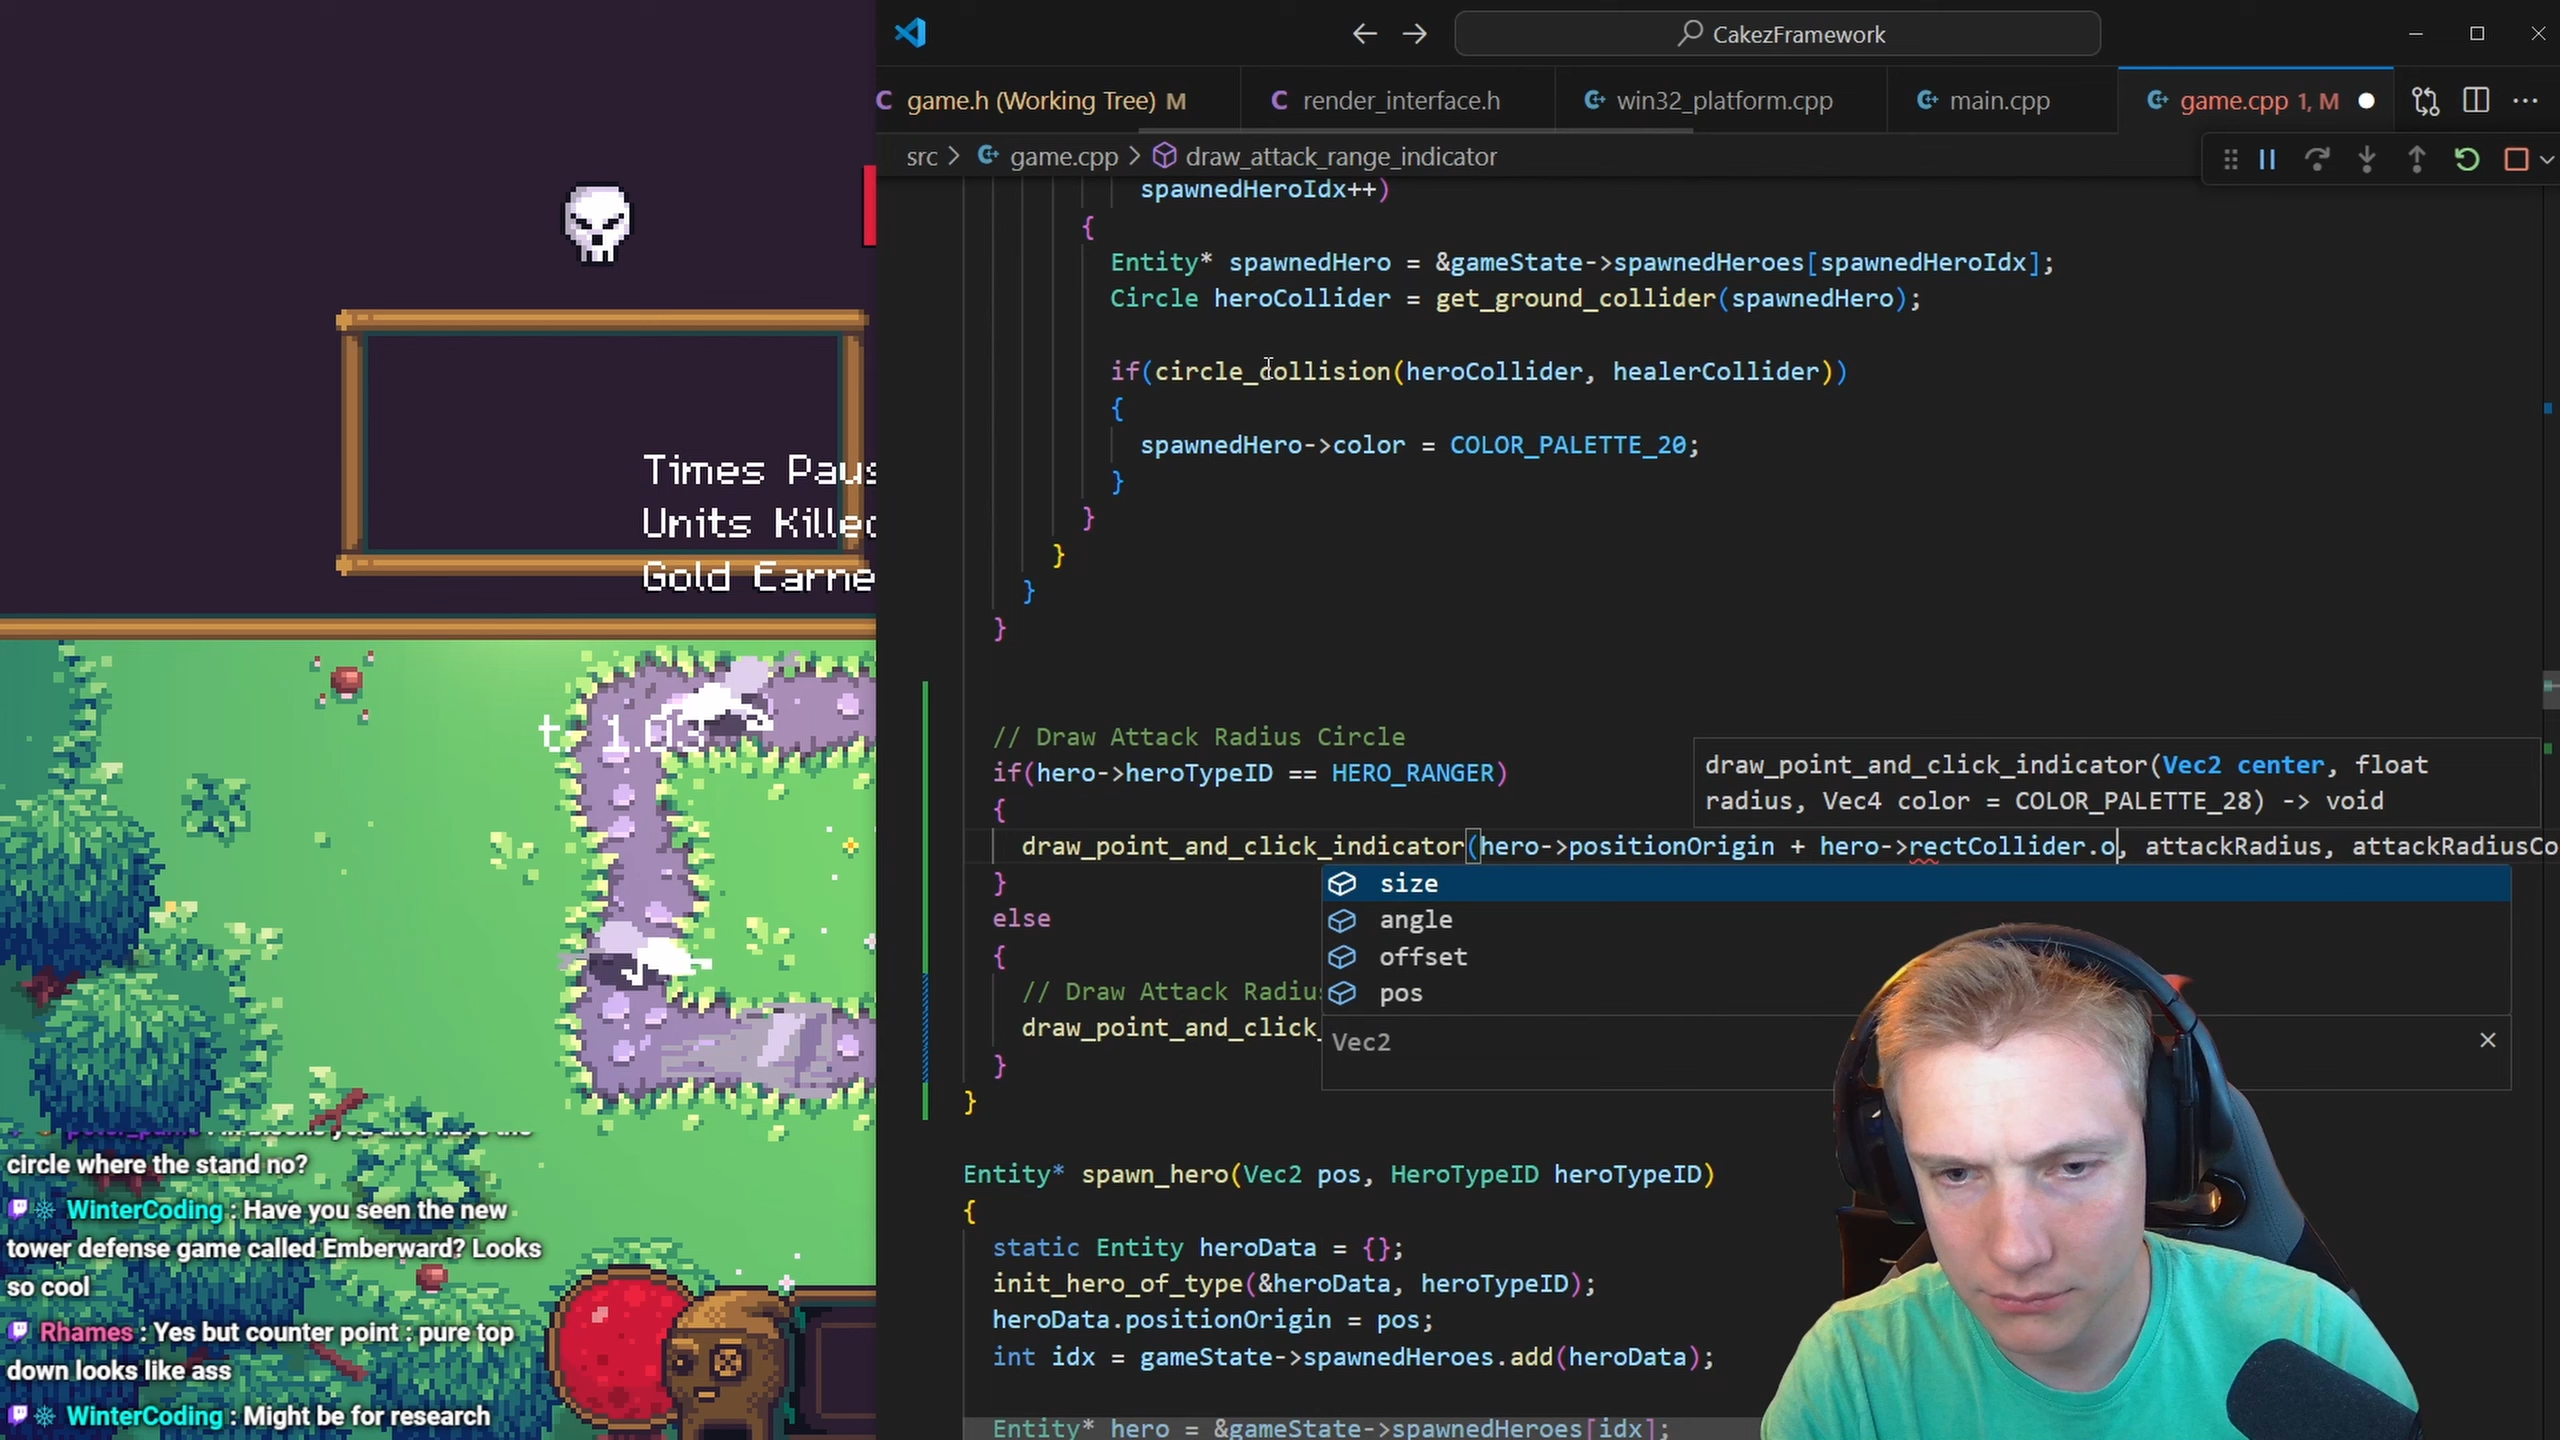 CakezFramework
game.h (Working Tree) M
render_interface.h
win32_platform.cpp
main.cpp
game.cpp 1, M
src > game.cpp > draw_attack_range_indicator
spawnedHeroIdx++)
{
Entity* spawnedHero = &gameState->spawnedHeroes[spawnedHeroIdx];
Circle heroCollider = get_ground_collider(spawnedHero);
if(circle_collision(heroCollider, healerCollider))
{
spawnedHero->color = COLOR_PALETTE_20;
}
}
}
}
}
// Draw Attack Radius Circle
if(hero->heroTypeID == HERO_RANGER)
{
draw_point_and_click_indicator(hero->positionOrigin + hero->rectCollider.o, attackRadius, attackRadiusCo
}
else
{
// Draw Attack Radiu
draw_point_and_click_
}
}
draw_point_and_click_indicator(Vec2 center, float
radius, Vec4 color = COLOR_PALETTE_28) -> void
size
angle
offset
pos
Vec2
Entity* spawn_hero(Vec2 pos, HeroTypeID heroTypeID)
{
static Entity heroData = {};
init_hero_of_type(&heroData, heroTypeID);
heroData.positionOrigin = pos;
int idx = gameState->spawnedHeroes.add(heroData);
Entity* hero = &gameState->spawnedHeroes[idx];
Times Paus
Units Killed
Gold Earne
circle where the stand no?
WinterCoding : Have you seen the new
tower defense game called Emberward? Looks
so cool
Rhames : Yes but counter point : pure top
down looks like ass
WinterCoding : Might be for research